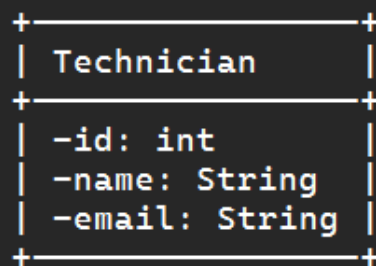 +------------------+
| Technician |
+------------------+
| -id: int |
| -name: String |
| -email: String |
+------------------+